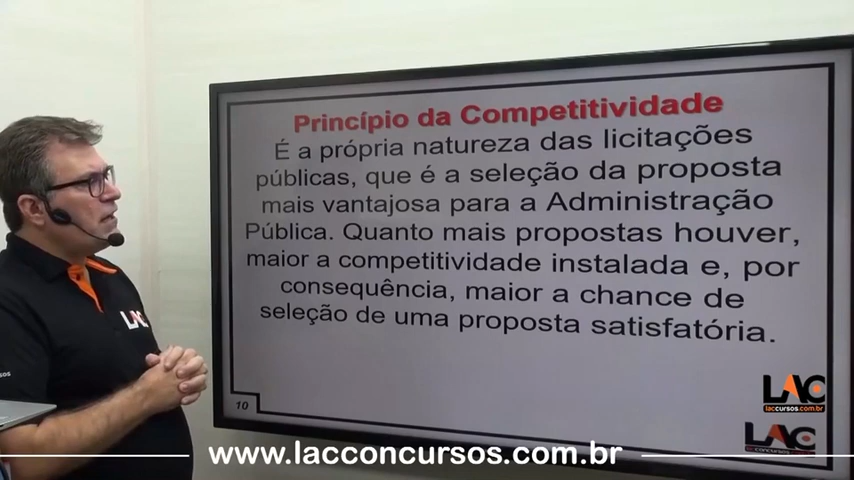 Princípio da Competitividade
É a própria natureza das licitações
públicas, que é a seleção da proposta
mais vantajosa para a Administração
Pública. Quanto mais propostas houver,
maior a competitividade instalada e, por
consequência, maior a chance de
seleção de uma proposta satisfatória.
10
LAC
laccursos.com.br
LAC
LAC
www.lacconcursos.com.br